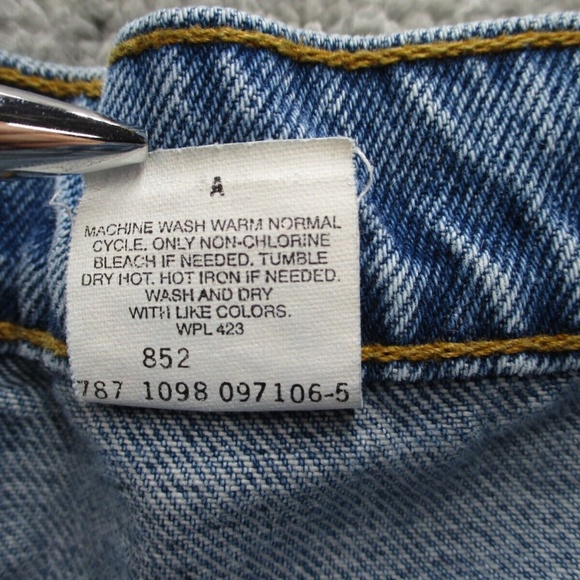 A
MACHINE WASH WARM NORMAL
CYCLE. ONLY NON-CHLORINE
BLEACH IF NEEDED. TUMBLE
DRY HOT. HOT IRON IF NEEDED.
WASH AND DRY
WITH LIKE COLORS.
WPL 423
852
787 1098 097106-5